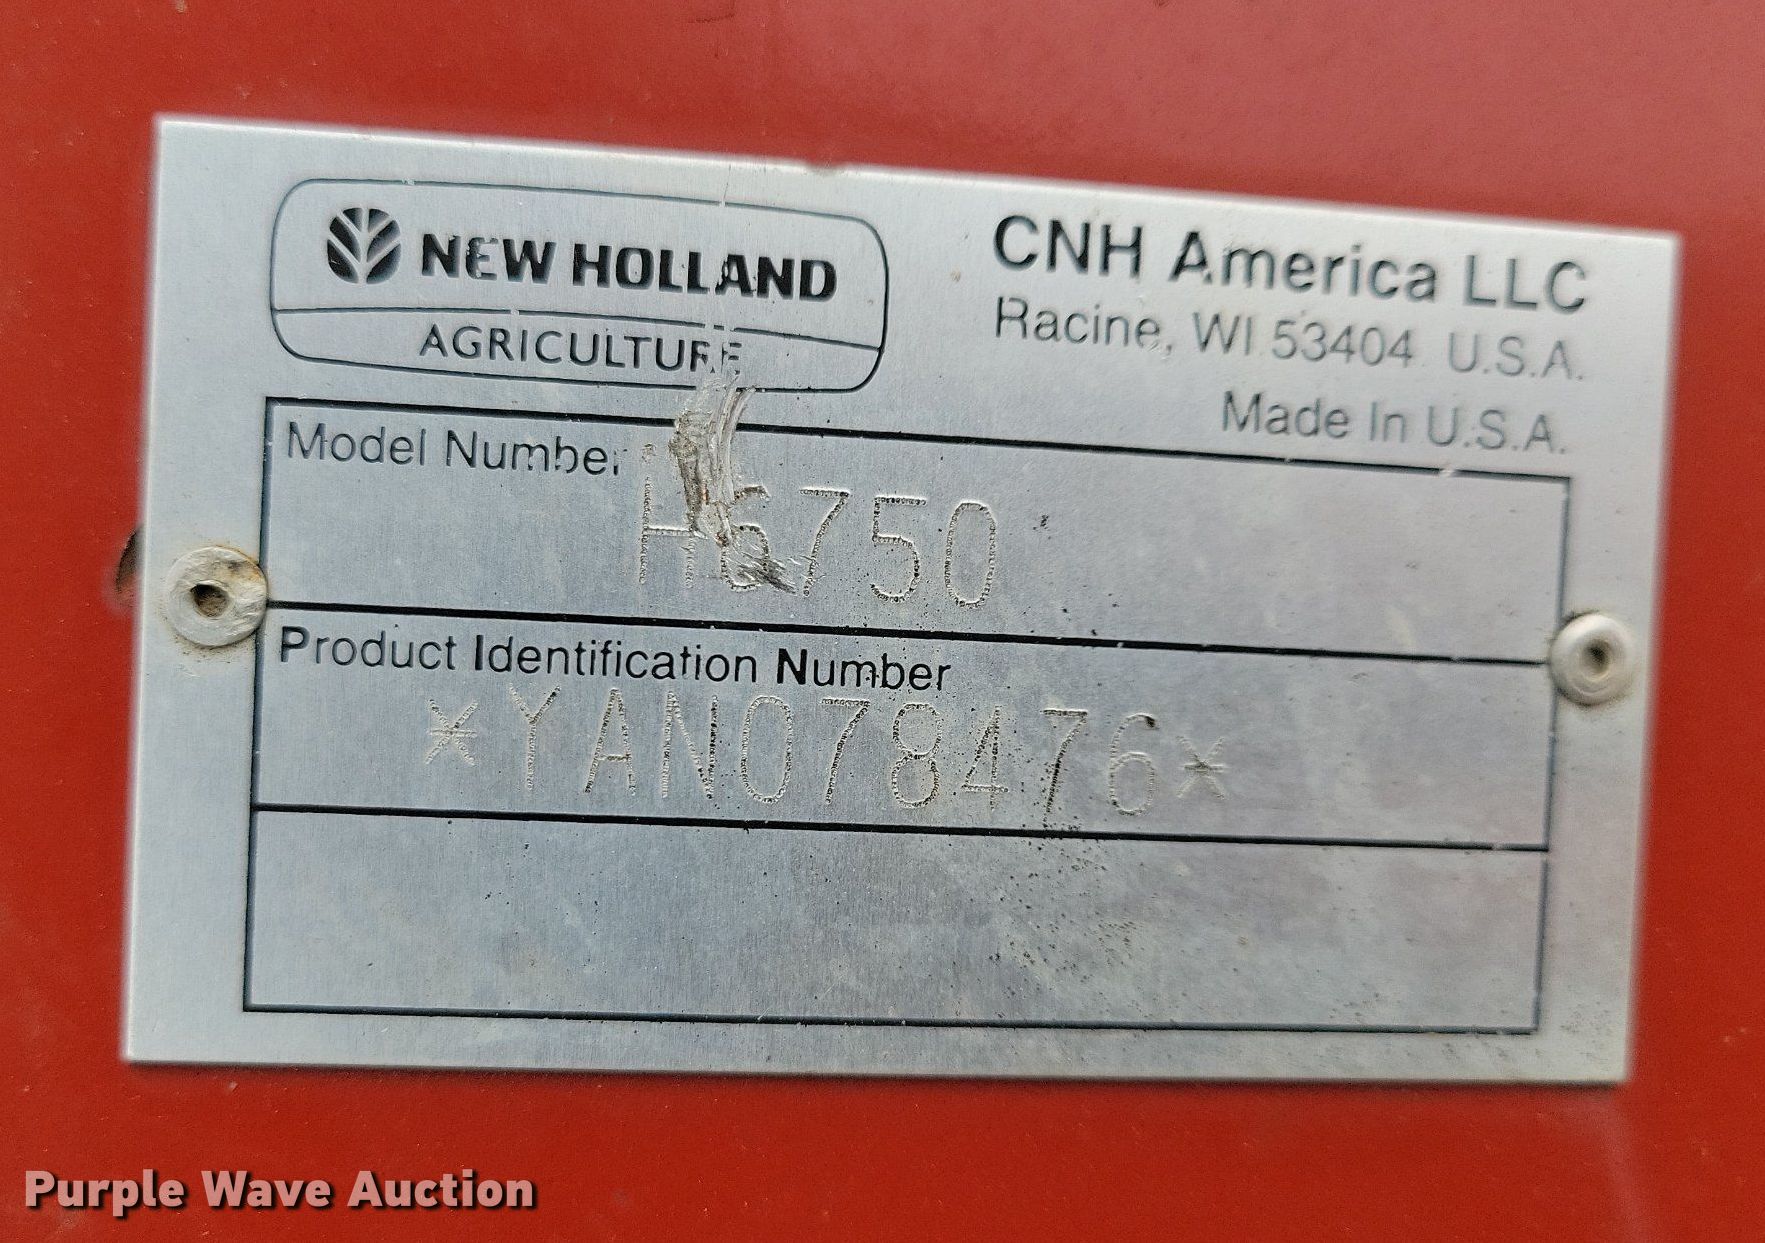 NEW HOLLAND
AGRICULTURE
CNH America LLC
Racine, WI 53404 U.S.A.
Made In U.S.A.
Model Number
H6750
Product Identification Number
*YAN078476*
Purple Wave Auction